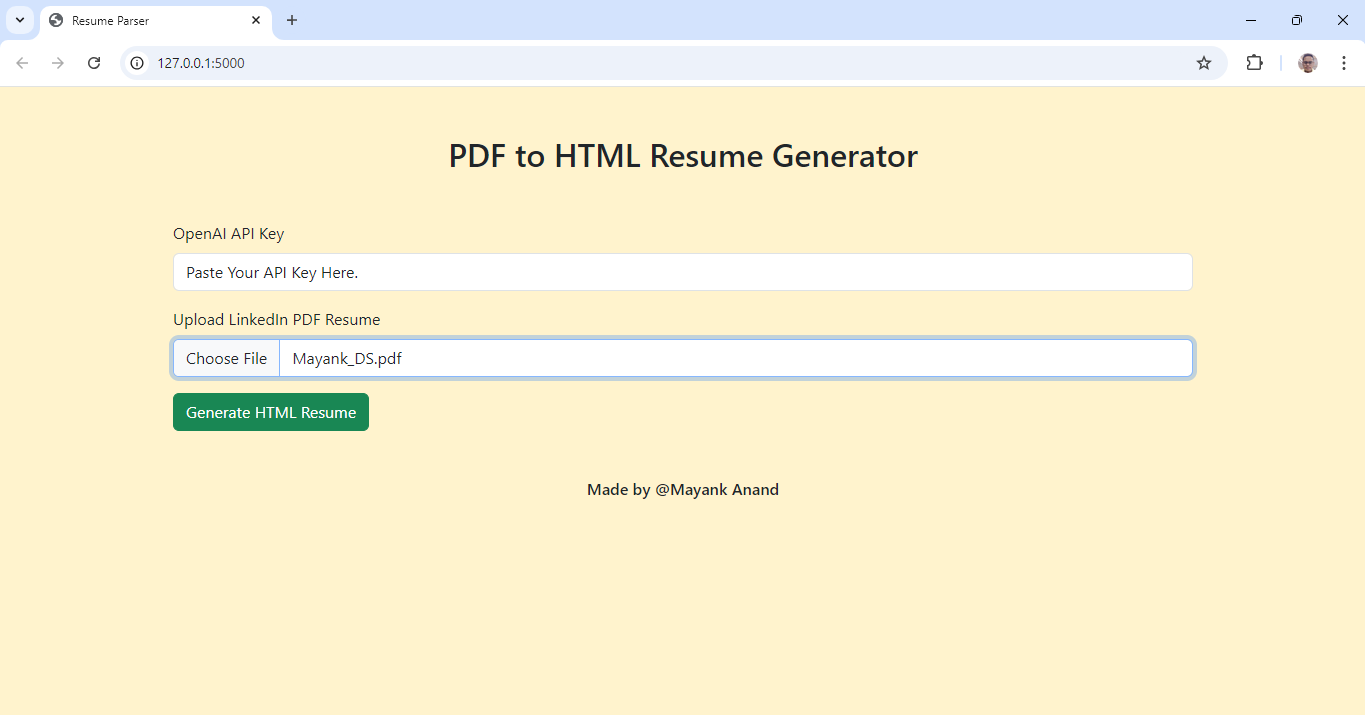 Resume Parser
127.0.0.1:5000
PDF to HTML Resume Generator
OpenAI API Key
Paste Your API Key Here.
Upload LinkedIn PDF Resume
Choose File Mayank_DS.pdf
Generate HTML Resume
Made by @Mayank Anand